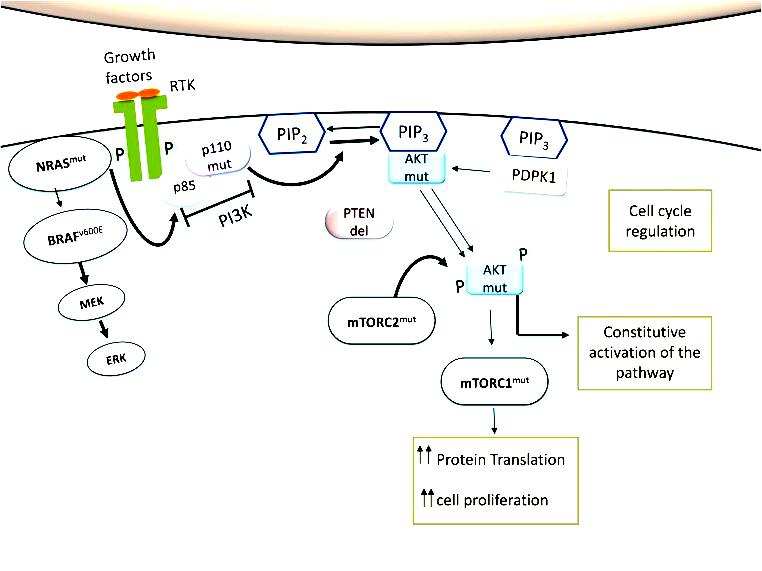 Growth
factors
RTK
NRASmut
P
P
p110
mut
p85
PI3K
PIP2
PIP3
AKT
mut
PIP3
PDPK1
BRAFv600E
MEK
ERK
PTEN
del
Cell cycle
regulation
P
AKT
mut
P
mTORC2mut
Constitutive
activation of the
pathway
mTORC1mut
↑↑ Protein Translation
↑↑ cell proliferation